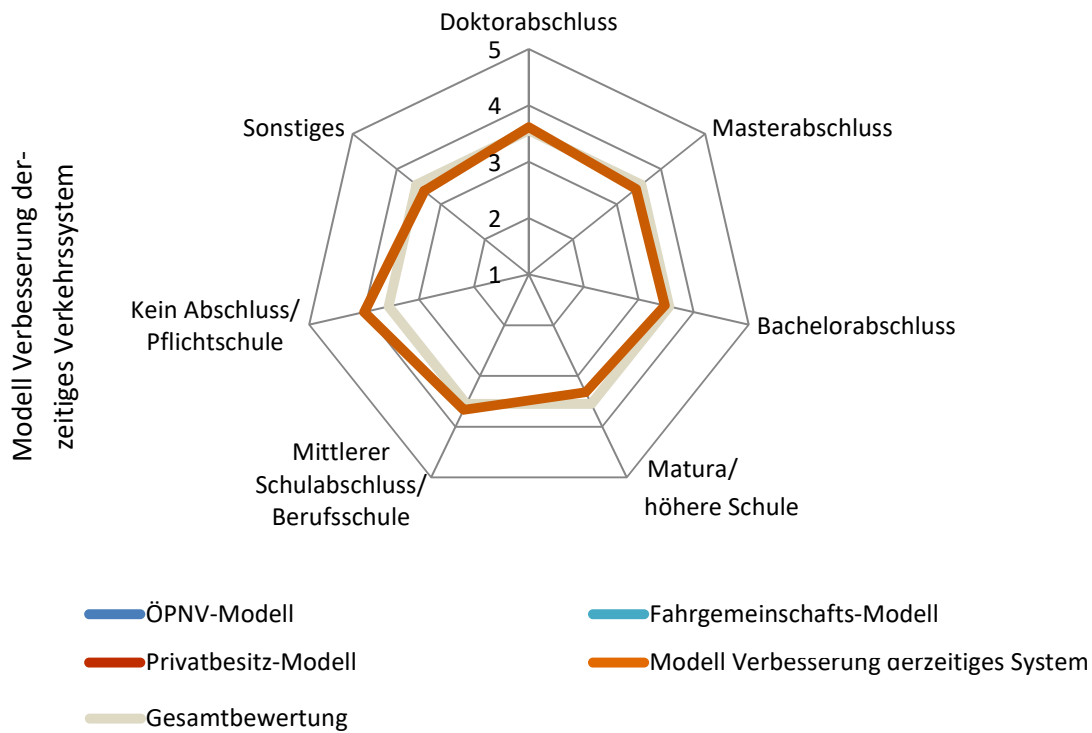 Modell Verbesserung der-
zeitiges Verkehrssystem
Doktorabschluss
Masterabschluss
Bachelorabschluss
Matura/
höhere Schule
Mittlerer
Schulabschluss/
Berufsschule
Kein Abschluss/
Pflichtschule
Sonstiges
5
4
3
2
1
ÖPNV-Modell
Fahrgemeinschafts-Modell
Privatbesitz-Modell
Modell Verbesserung derzeitiges System
Gesamtbewertung